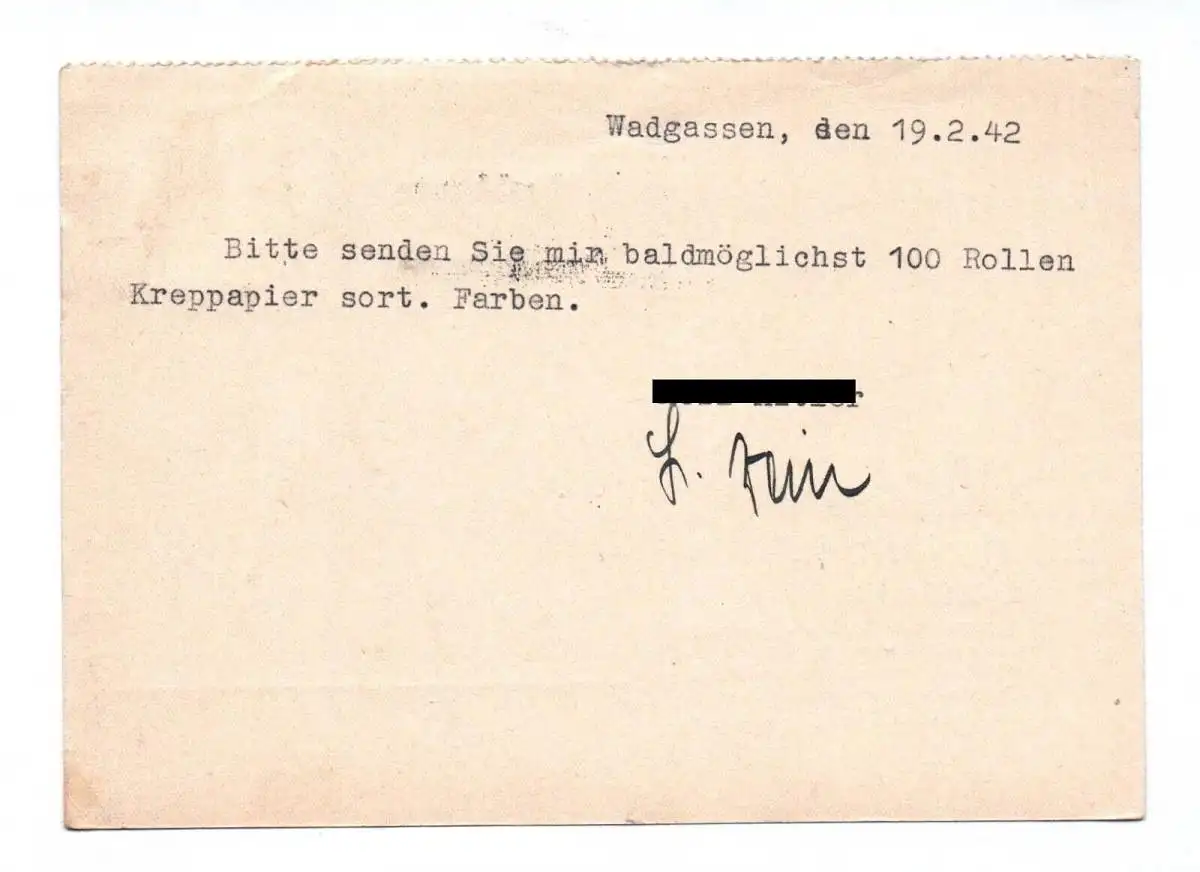 Wadgassen, den 19.2.42
Bitte senden Sie mir baldmöglichst 100 Rollen
Kreppapier sort. Farben.